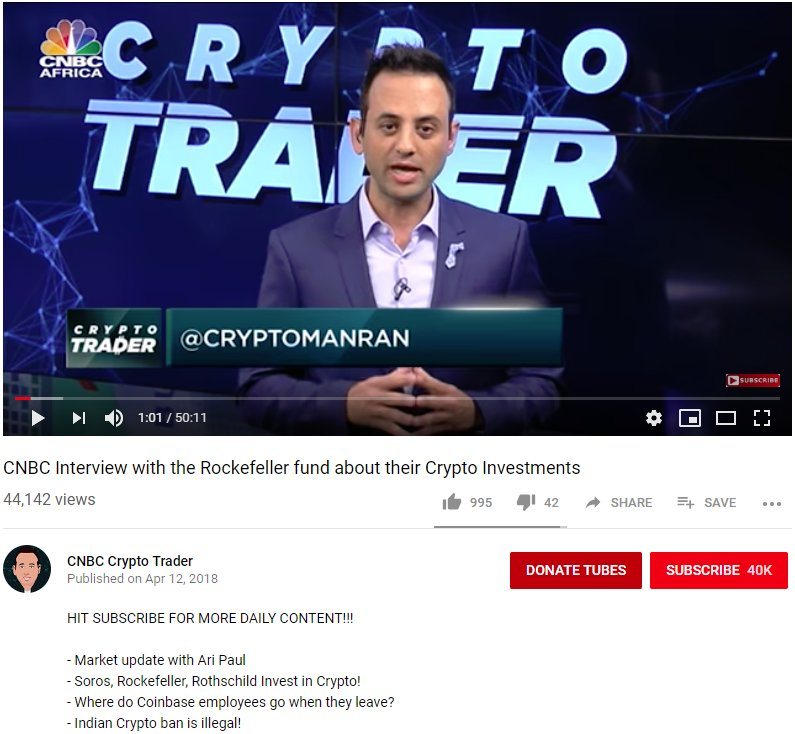 CNBC
AFRICA
CRYPTO
TRADER
CRYPTO
TRADER
@CRYPTOMANRAN
SUBSCRIBE
1:01 / 50:11
CNBC Interview with the Rockefeller fund about their Crypto Investments
44,142 views
995
42
SHARE
SAVE
CNBC Crypto Trader
Published on Apr 12, 2018
DONATE TUBES
SUBSCRIBE 40K
HIT SUBSCRIBE FOR MORE DAILY CONTENT!!!
- Market update with Ari Paul
- Soros, Rockefeller, Rothschild Invest in Crypto!
- Where do Coinbase employees go when they leave?
- Indian Crypto ban is illegal!